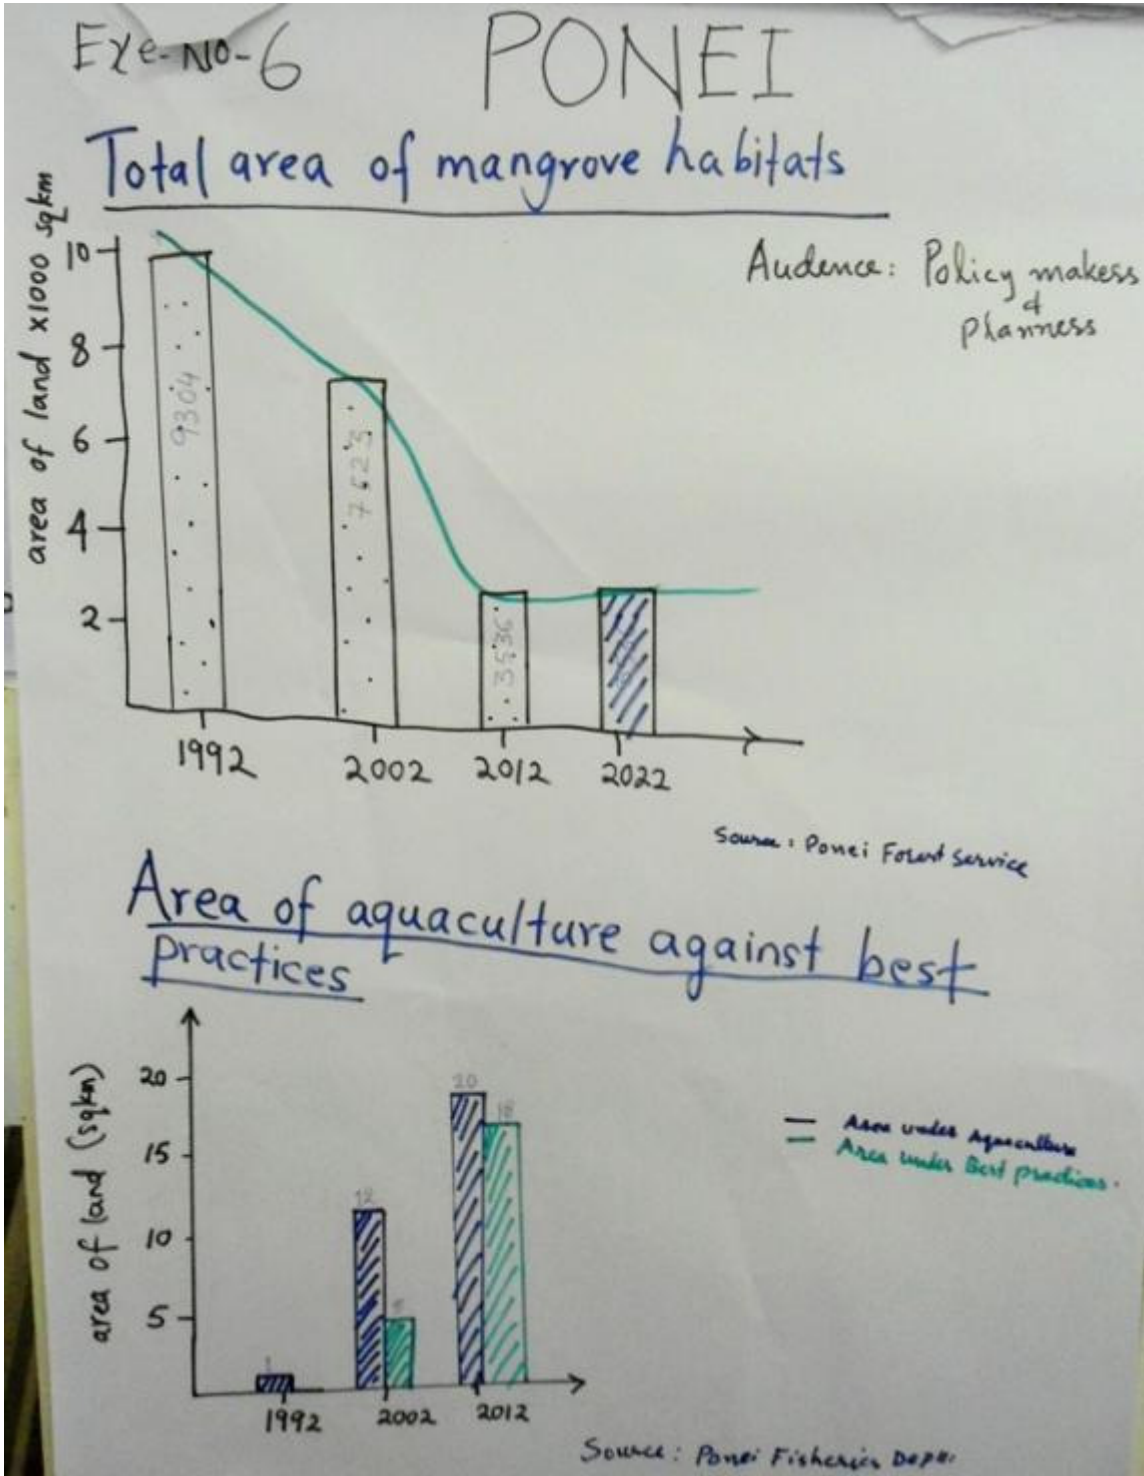 Exe-No-6
PONEI
Total area of mangrove habitats
Audence: Policy makess
&
planness
area of land x1000 sqkm
10
8
6
4
2
9304
7623
3536
1992 2002 2012 2022
Source: Ponei Forest Service
Area of aquaculture against best
practices
area of land (sqkm)
20
15
10
5
1
12
5
20
18
1992 2002 2012
Area under Aquaculture
Area under Best practices.
Source: Ponei Fisheries Deptt.